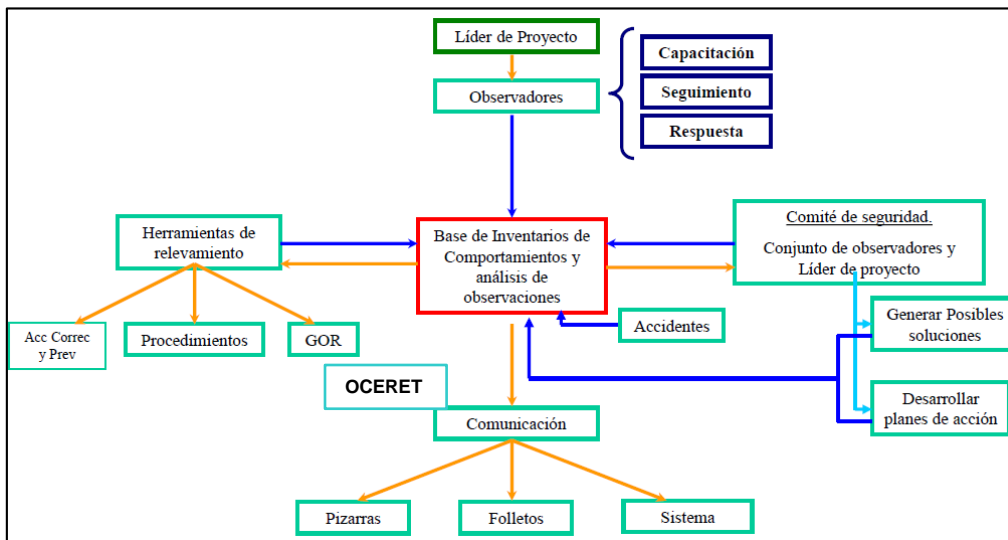 Líder de Proyecto
Observadores
Capacitación
Seguimiento
Respuesta
Herramientas de
relevamiento
Base de Inventarios de
Comportamientos y
análisis de
observaciones
Comité de seguridad.
Conjunto de observadores y
Líder de proyecto
Acc Correc
y Prev
Procedimientos
GOR
Accidentes
Generar Posibles
soluciones
OCERET
Desarrollar
planes de acción
Comunicación
Pizarras
Folletos
Sistema